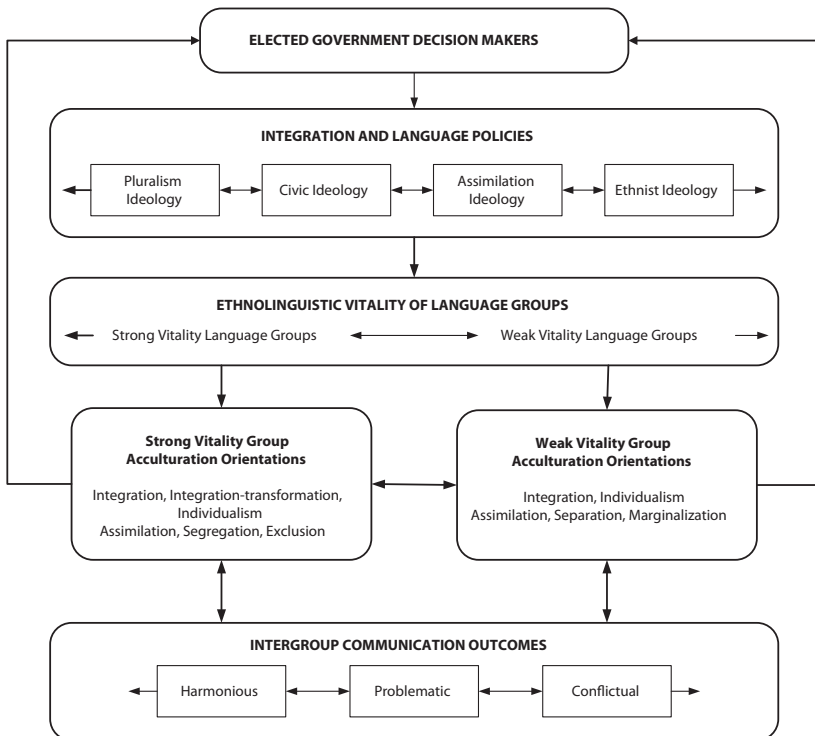 ELECTED GOVERNMENT DECISION MAKERS
INTEGRATION AND LANGUAGE POLICIES
Pluralism
Ideology
Civic Ideology
Assimilation
Ideology
Ethnist Ideology
ETHNOLINGUISTIC VITALITY OF LANGUAGE GROUPS
Strong Vitality Language Groups
Weak Vitality Language Groups
Strong Vitality Group
Acculturation Orientations
Integration, Integration-transformation,
Individualism
Assimilation, Segregation, Exclusion
Weak Vitality Group
Acculturation Orientations
Integration, Individualism
Assimilation, Separation, Marginalization
INTERGROUP COMMUNICATION OUTCOMES
Harmonious
Problematic
Conflictual